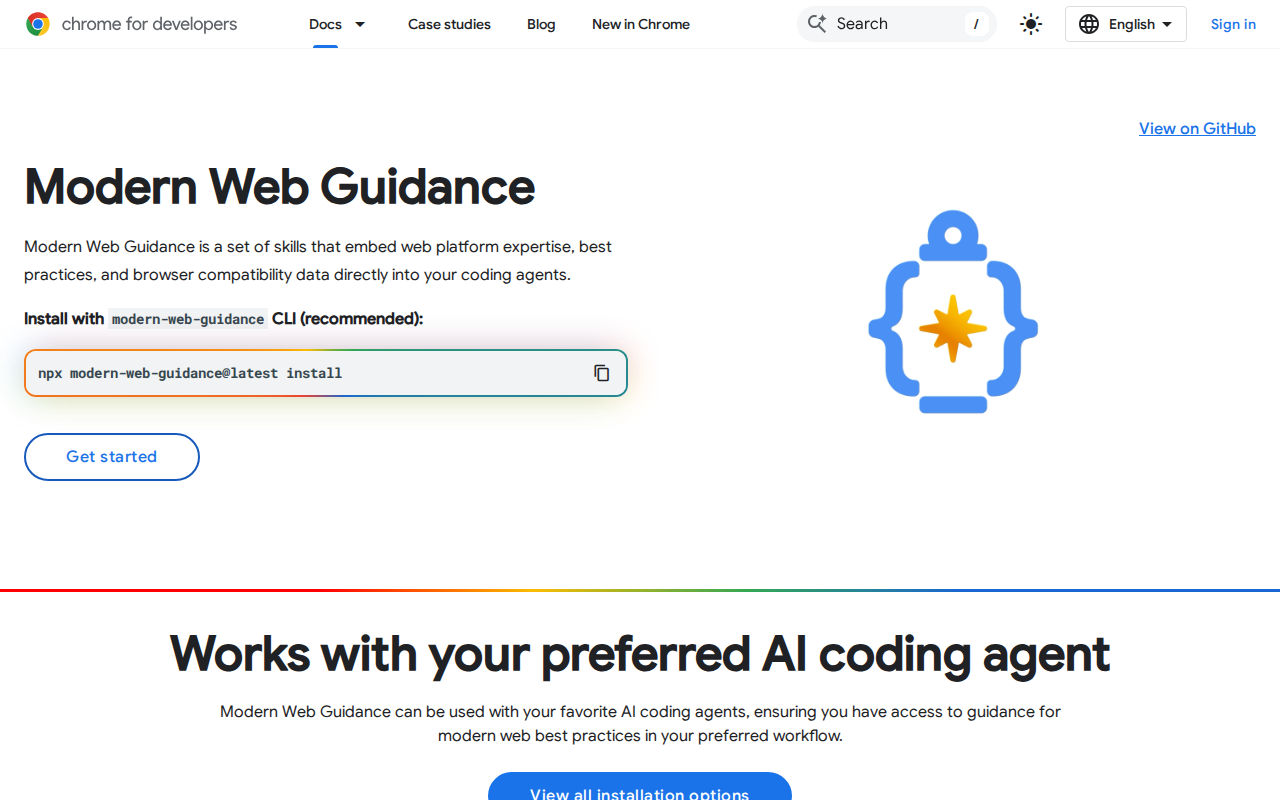 chrome for developers
Docs
Case studies
Blog
New in Chrome
Search
/
English
Sign in
View on GitHub
Modern Web Guidance
Modern Web Guidance is a set of skills that embed web platform expertise, best
practices, and browser compatibility data directly into your coding agents.
Install with modern-web-guidance CLI (recommended):
npx modern-web-guidance@latest install
Get started
Works with your preferred AI coding agent
Modern Web Guidance can be used with your favorite AI coding agents, ensuring you have access to guidance for
modern web best practices in your preferred workflow.
View all installation options